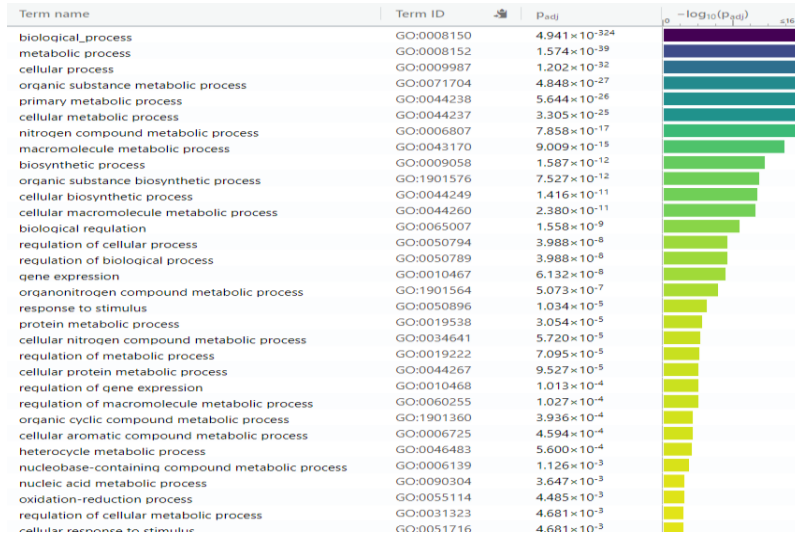 Term name Term ID Padj −log₁₀(Padj)
0 ≤16
biological_process GO:0008150 4.941×10⁻³²⁴
metabolic process GO:0008152 1.574×10⁻³⁹
cellular process GO:0009987 1.202×10⁻³²
organic substance metabolic process GO:0071704 4.848×10⁻²⁷
primary metabolic process GO:0044238 5.644×10⁻²⁶
cellular metabolic process GO:0044237 3.305×10⁻²⁵
nitrogen compound metabolic process GO:0006807 7.858×10⁻¹⁷
macromolecule metabolic process GO:0043170 9.009×10⁻¹⁵
biosynthetic process GO:0009058 1.587×10⁻¹²
organic substance biosynthetic process GO:1901576 7.527×10⁻¹²
cellular biosynthetic process GO:0044249 1.416×10⁻¹¹
cellular macromolecule metabolic process GO:0044260 2.380×10⁻¹¹
biological regulation GO:0065007 1.558×10⁻⁹
regulation of cellular process GO:0050794 3.988×10⁻⁸
regulation of biological process GO:0050789 3.988×10⁻⁸
gene expression GO:0010467 6.132×10⁻⁸
organonitrogen compound metabolic process GO:1901564 5.073×10⁻⁷
response to stimulus GO:0050896 1.034×10⁻⁵
protein metabolic process GO:0019538 3.054×10⁻⁵
cellular nitrogen compound metabolic process GO:0034641 5.720×10⁻⁵
regulation of metabolic process GO:0019222 7.095×10⁻⁵
cellular protein metabolic process GO:0044267 9.527×10⁻⁵
regulation of gene expression GO:0010468 1.013×10⁻⁴
regulation of macromolecule metabolic process GO:0060255 1.027×10⁻⁴
organic cyclic compound metabolic process GO:1901360 3.936×10⁻⁴
cellular aromatic compound metabolic process GO:0006725 4.594×10⁻⁴
heterocycle metabolic process GO:0046483 5.600×10⁻⁴
nucleobase-containing compound metabolic process GO:0006139 1.126×10⁻³
nucleic acid metabolic process GO:0090304 3.647×10⁻³
oxidation-reduction process GO:0055114 4.485×10⁻³
regulation of cellular metabolic process GO:0031323 4.681×10⁻³
cellular response to stimulus GO:0051716 4.681×10⁻³